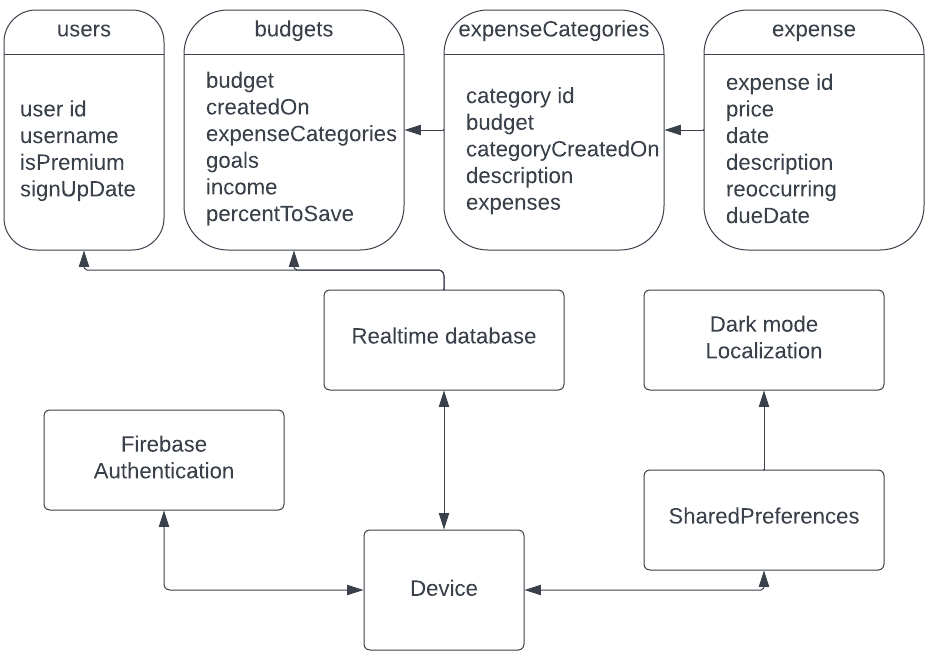 users
user id
username
isPremium
signUpDate
budgets
budget
createdOn
expenseCategories
goals
income
percentToSave
expenseCategories
category id
budget
categoryCreatedOn
description
expenses
expense
expense id
price
date
description
reoccurring
dueDate
Realtime database
Dark mode
Localization
Firebase
Authentication
SharedPreferences
Device